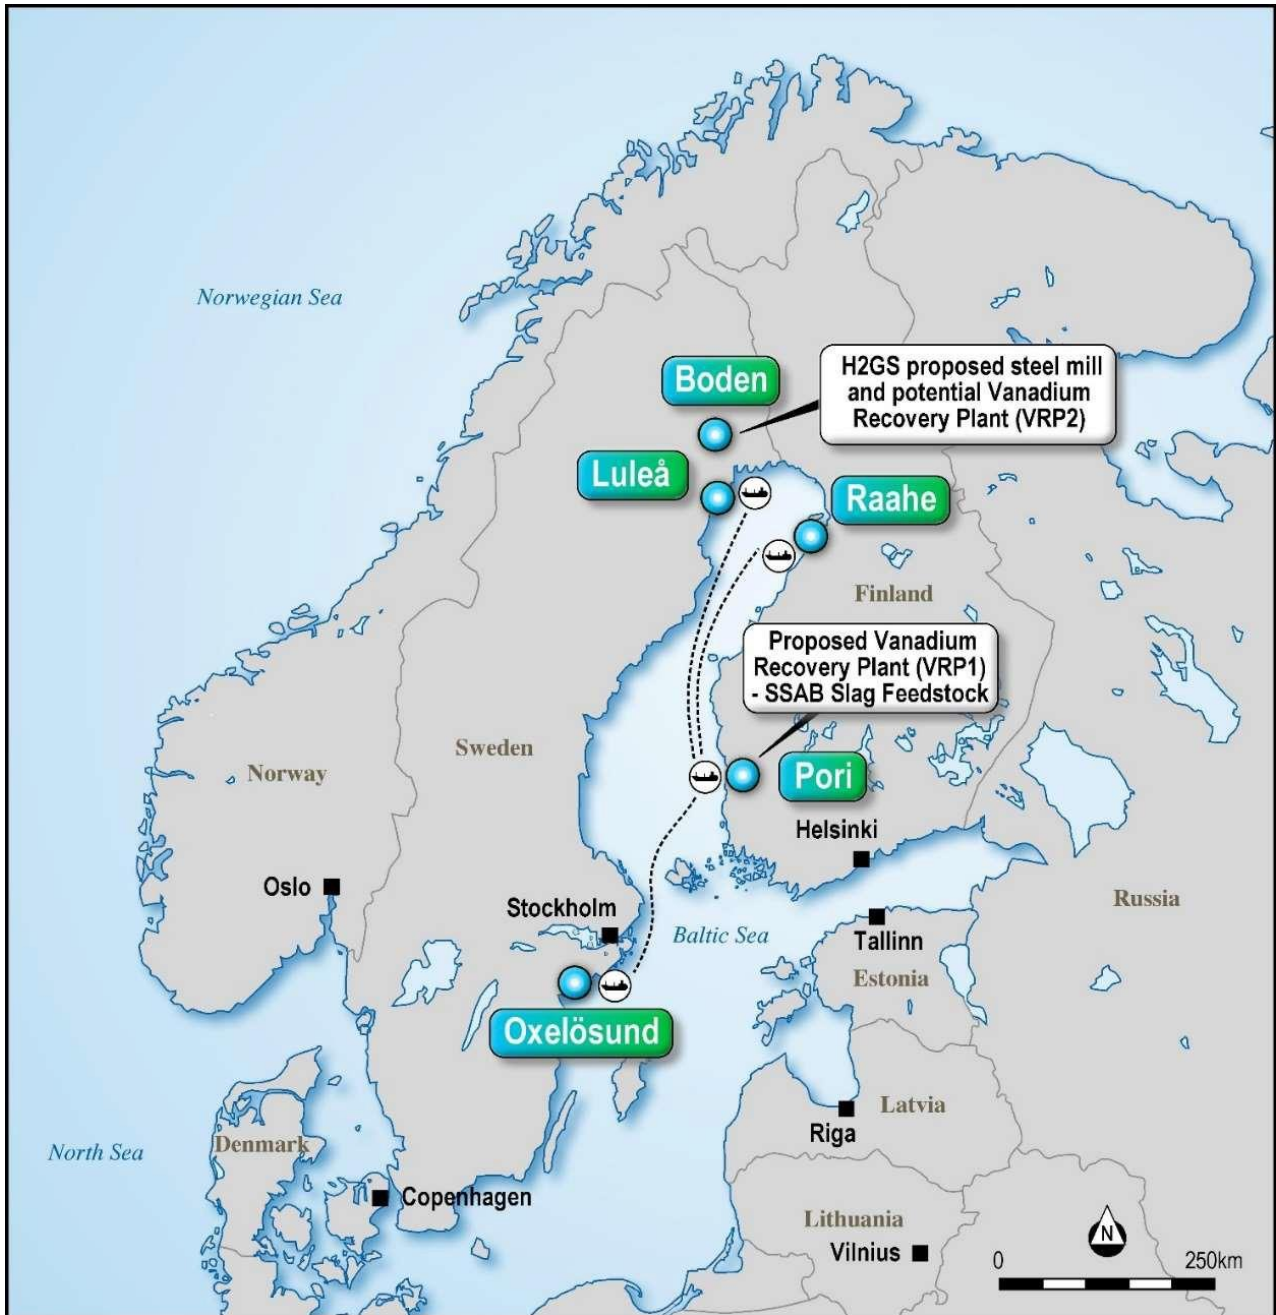 Norwegian Sea
Boden
H2GS proposed steel mill
and potential Vanadium
Recovery Plant (VRP2)
Luleå
Raahe
Finland
Proposed Vanadium
Recovery Plant (VRP1)
- SSAB Slag Feedstock
Sweden
Norway
Pori
Helsinki
Oslo
Stockholm
Baltic Sea
Tallinn
Russia
Estonia
Oxelösund
Latvia
Riga
North Sea
Denmark
Copenhagen
Lithuania
Vilnius
N
0 250km